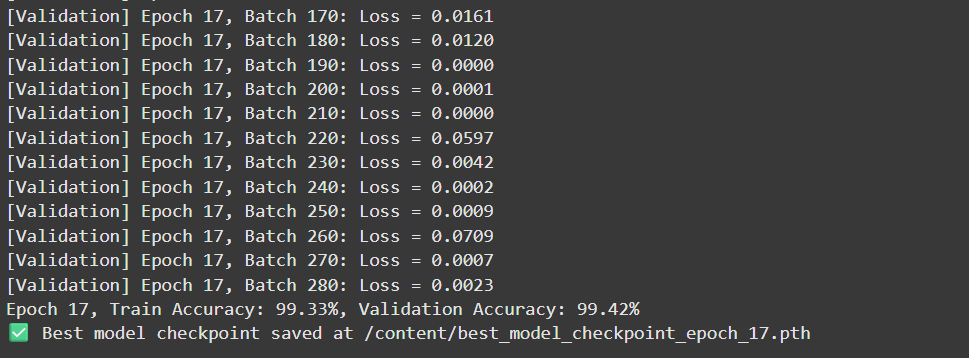 [Validation] Epoch 17, Batch 170: Loss = 0.0161
[Validation] Epoch 17, Batch 180: Loss = 0.0120
[Validation] Epoch 17, Batch 190: Loss = 0.0000
[Validation] Epoch 17, Batch 200: Loss = 0.0001
[Validation] Epoch 17, Batch 210: Loss = 0.0000
[Validation] Epoch 17, Batch 220: Loss = 0.0597
[Validation] Epoch 17, Batch 230: Loss = 0.0042
[Validation] Epoch 17, Batch 240: Loss = 0.0002
[Validation] Epoch 17, Batch 250: Loss = 0.0009
[Validation] Epoch 17, Batch 260: Loss = 0.0709
[Validation] Epoch 17, Batch 270: Loss = 0.0007
[Validation] Epoch 17, Batch 280: Loss = 0.0023
Epoch 17, Train Accuracy: 99.33%, Validation Accuracy: 99.42%
✅ Best model checkpoint saved at /content/best_model_checkpoint_epoch_17.pth